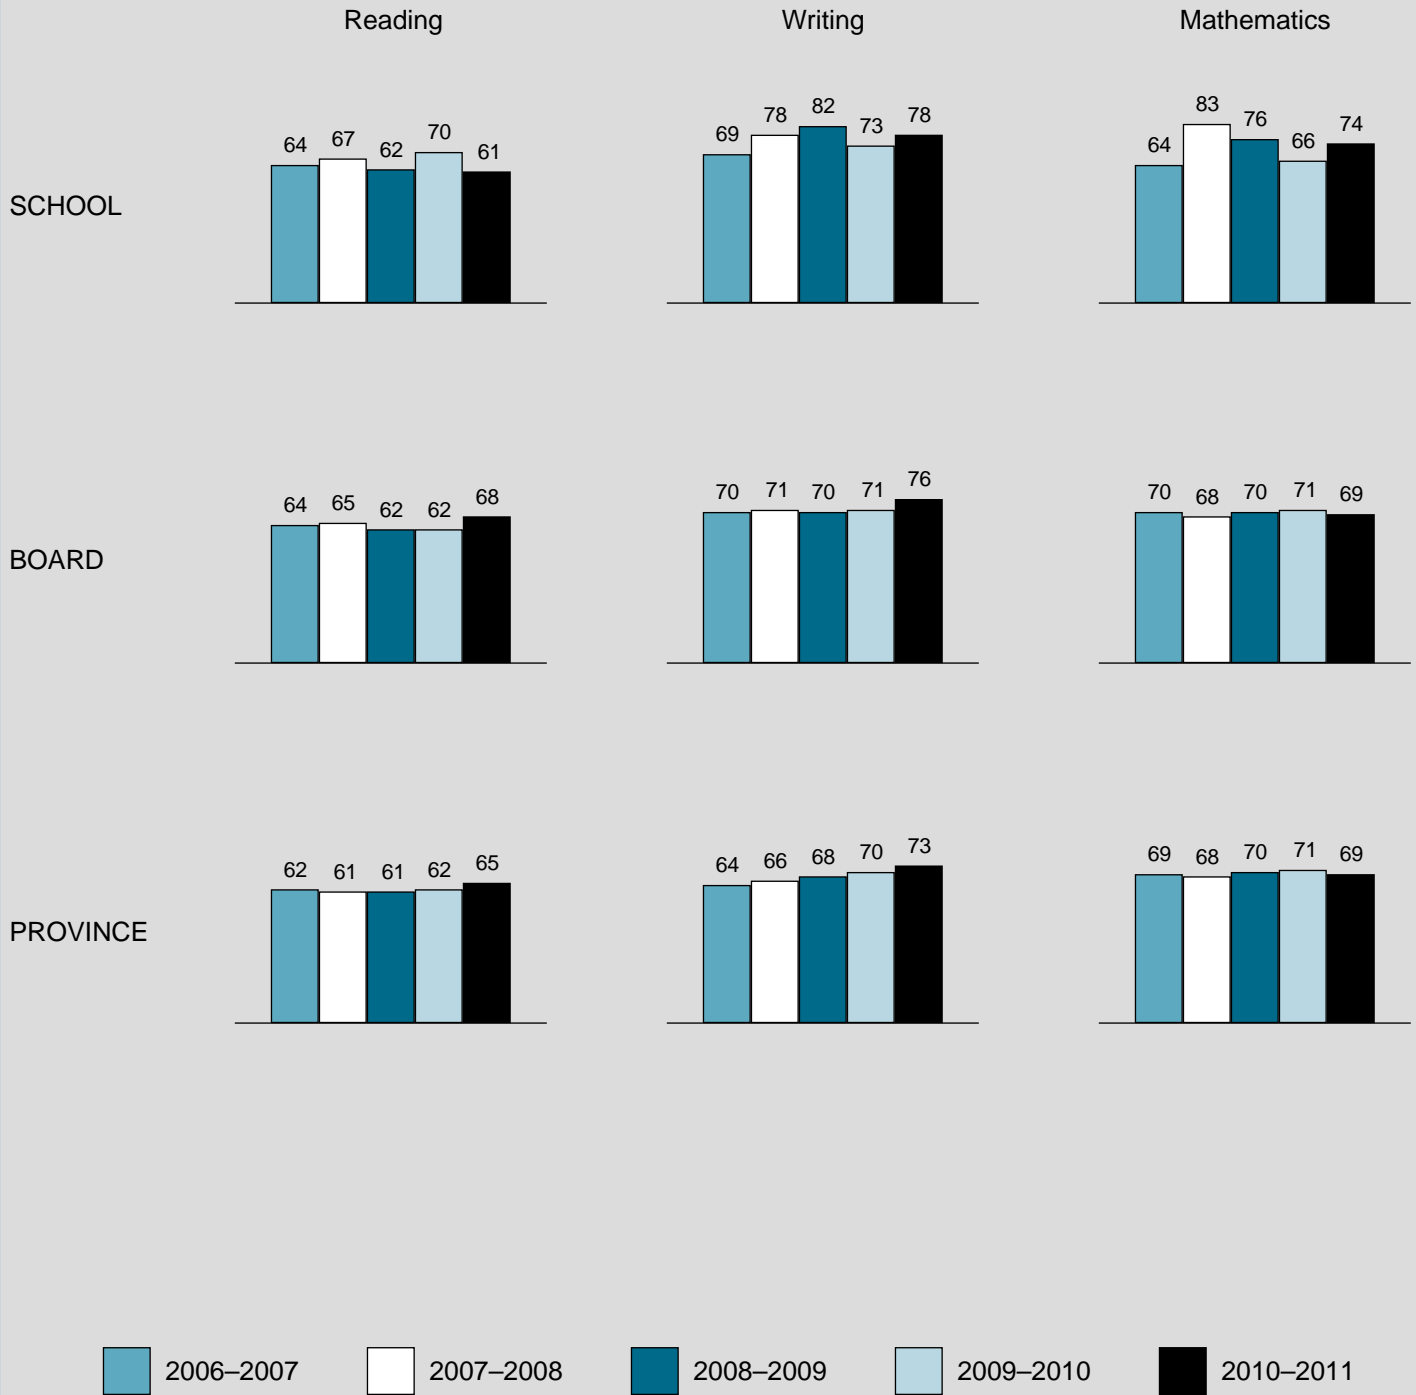 Reading Writing Mathematics
SCHOOL
64 67 62 70 61
69 78 82 73 78
64 83 76 66 74
BOARD
64 65 62 62 68
70 71 70 71 76
70 68 70 71 69
PROVINCE
62 61 61 62 65
64 66 68 70 73
69 68 70 71 69
2006–2007 2007–2008 2008–2009 2009–2010 2010–2011